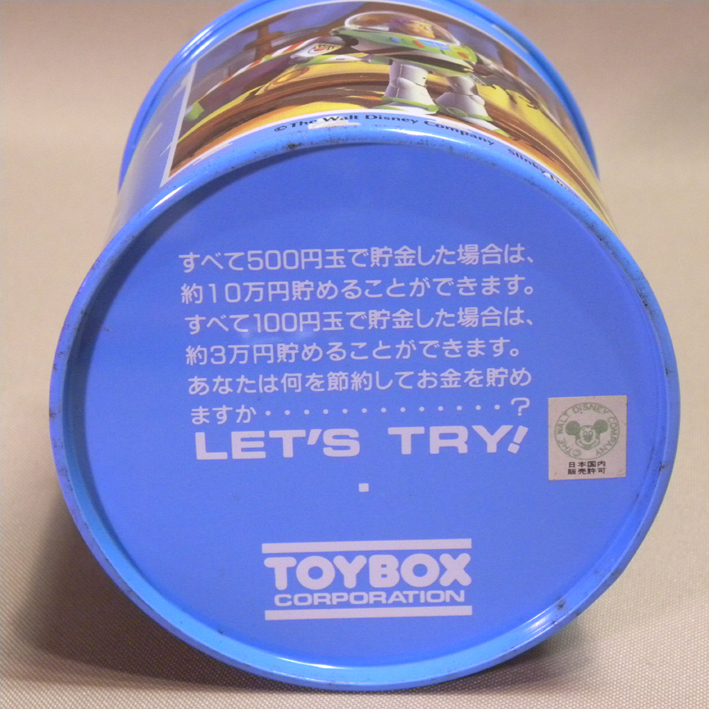 ©The Walt Disney Company
すべて500円玉で貯金した場合は、
約10万円貯めることができます。
すべて100円玉で貯金した場合は、
約3万円貯めることができます。
あなたは何を節約してお金を貯め
ますか・・・・・・・・・・・・・・?
LET'S TRY!
©THE WALT DISNEY COMPANY
日本国内
販売許可
TOYBOX
CORPORATION